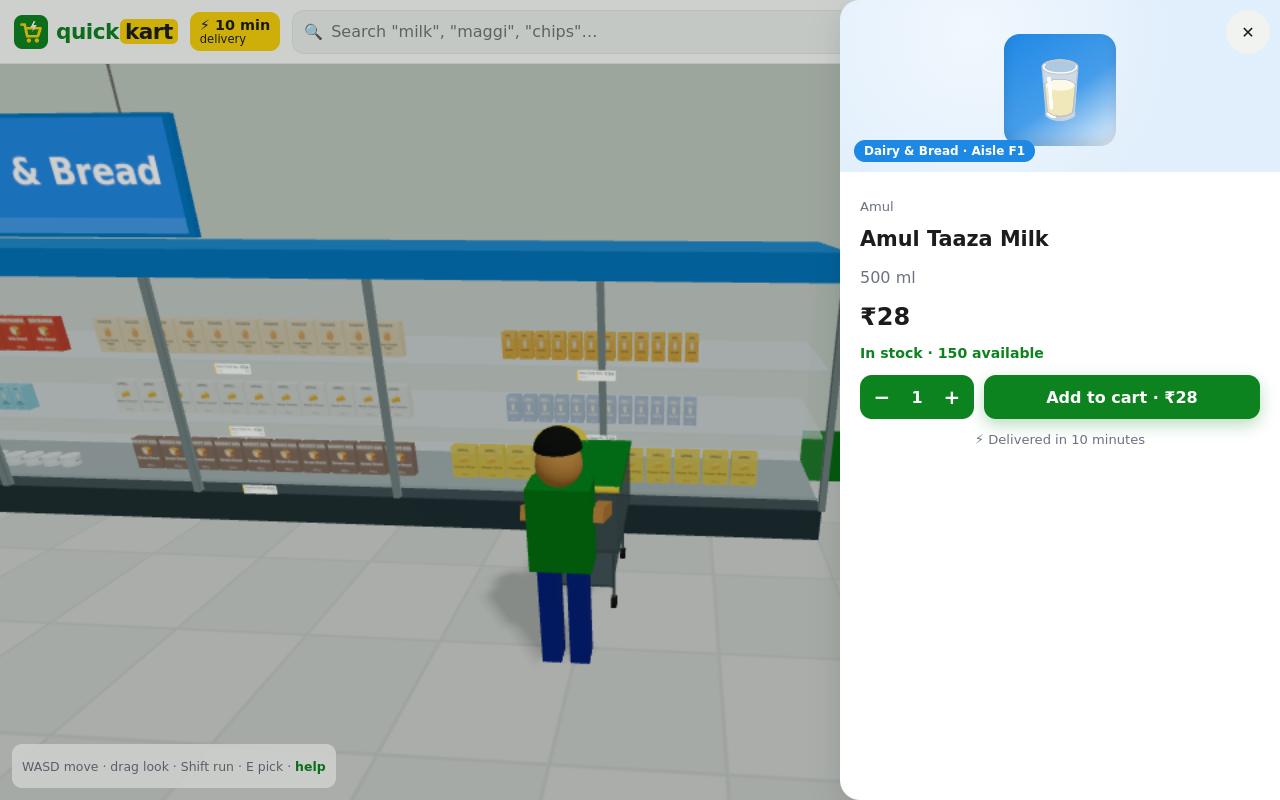 quickkart
⚡ 10 min
delivery
🔍 Search "milk", "maggi", "chips"...
✕
& Bread
Dairy & Bread · Aisle F1
Amul
Amul Taaza Milk
500 ml
₹28
In stock · 150 available
− 1 +
Add to cart · ₹28
⚡ Delivered in 10 minutes
WASD move · drag look · Shift run · E pick · help